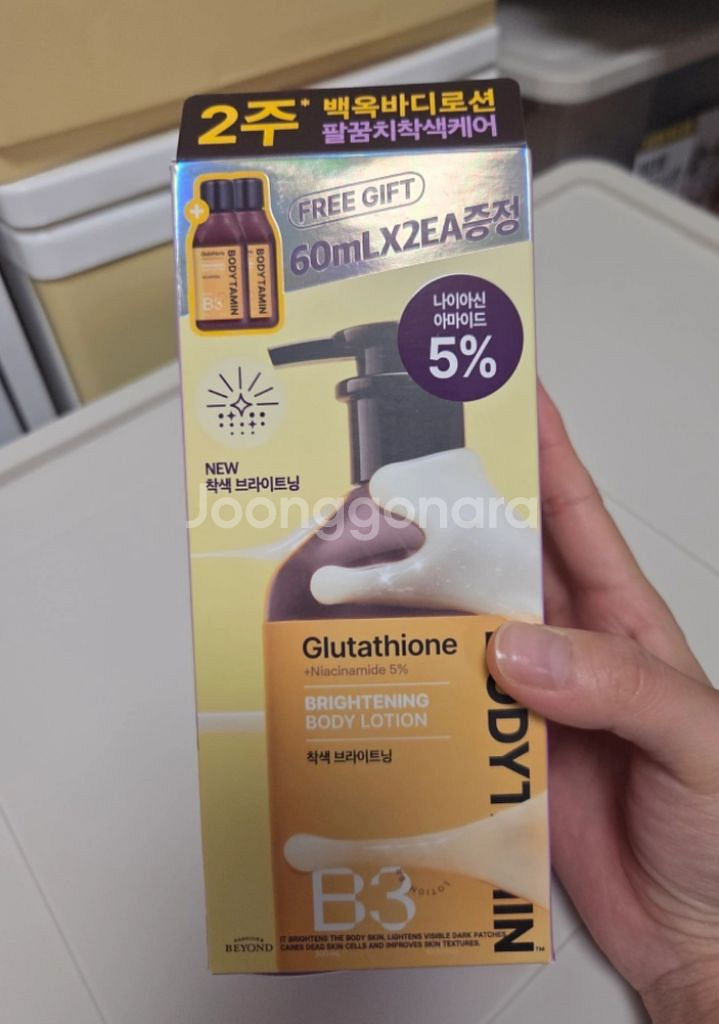 2주*
백옥바디로션
팔꿈치착색케어
FREE GIFT
60mLX2EA증정
Glutathione
BODYTAMIN
BODYTAMIN
B3
나이아신
아마이드
5%
NEW
착색 브라이트닝
Joonggonara
Glutathione
+Niacinamide 5%
BRIGHTENING
BODY LOTION
착색 브라이트닝
B3
LOTION
BEYOND
IT BRIGHTENS THE BODY SKIN, LIGHTENS VISIBLE DARK PATCHES,
CARES DEAD SKIN CELLS AND IMPROVES SKIN TEXTURES.